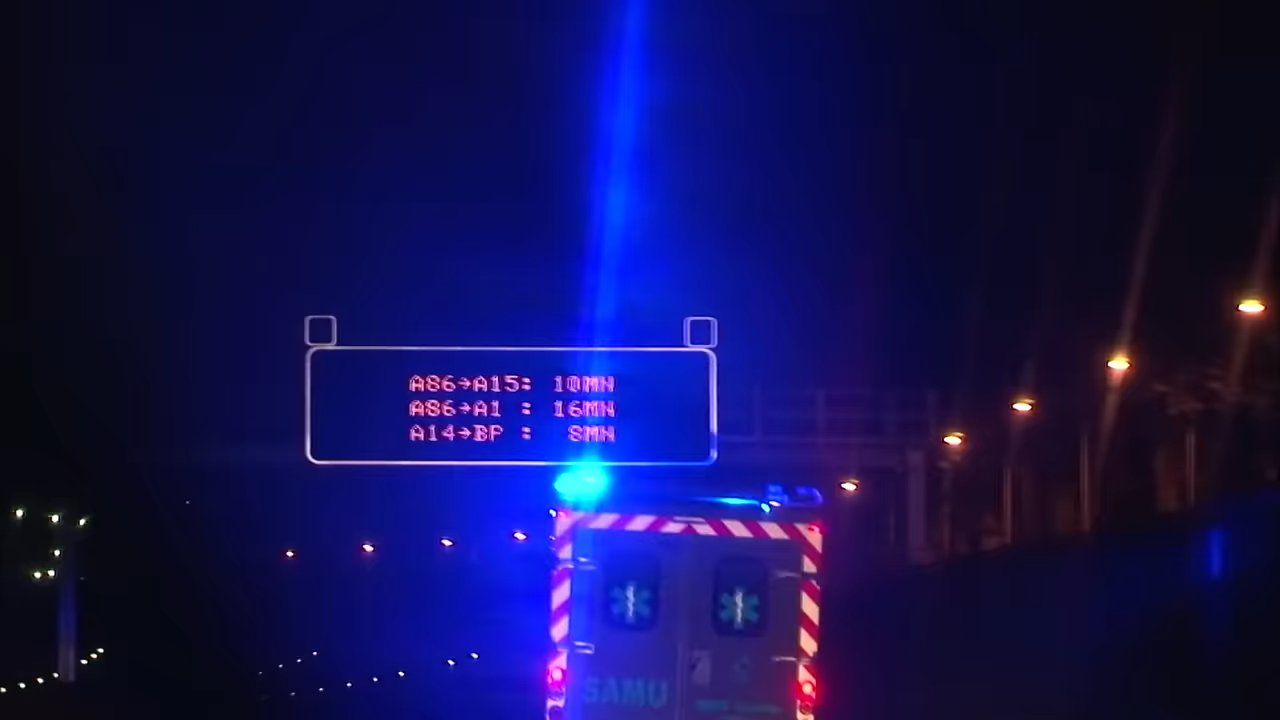 A86→A15: 10MN
A86→A1 : 16MN
A14→BP : 8MN
SAMU